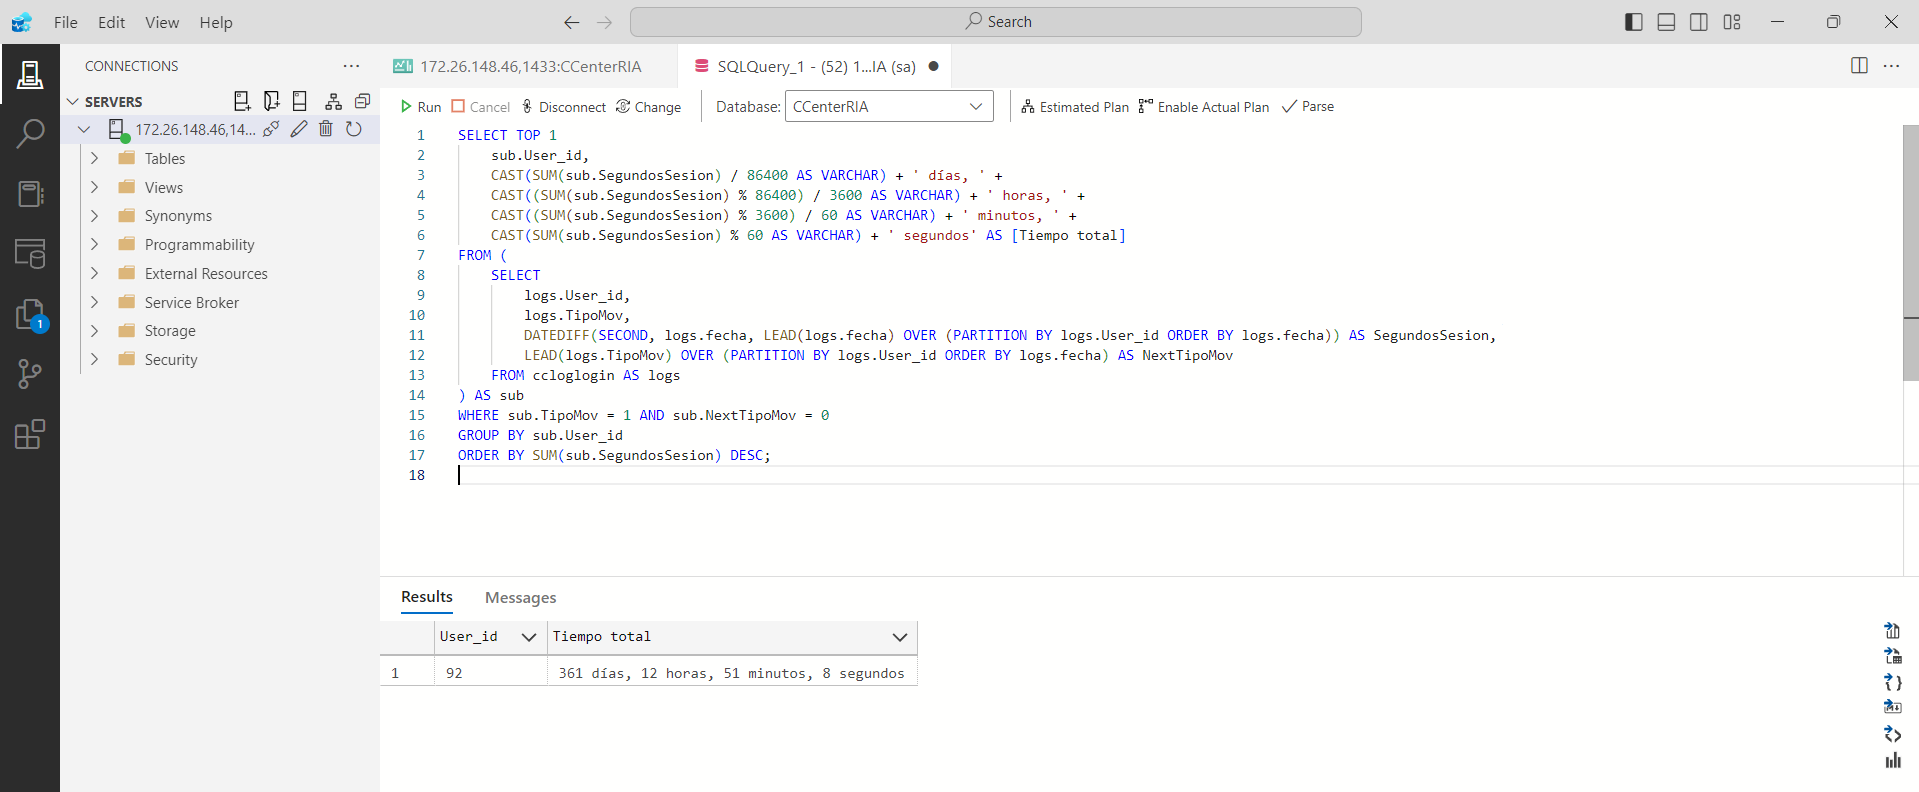 File Edit View Help
Search
CONNECTIONS
SERVERS
172.26.148.46,14...
Tables
Views
Synonyms
Programmability
External Resources
Service Broker
Storage
Security
1
172.26.148.46,1433:CCenterRIA
SQLQuery_1 - (52) 1...IA (sa)
Run Cancel Disconnect Change Database: CCenterRIA Estimated Plan Enable Actual Plan Parse
1 SELECT TOP 1
2 sub.User_id,
3 CAST(SUM(sub.SegundosSesion) / 86400 AS VARCHAR) + ' días, ' +
4 CAST((SUM(sub.SegundosSesion) % 86400) / 3600 AS VARCHAR) + ' horas, ' +
5 CAST((SUM(sub.SegundosSesion) % 3600) / 60 AS VARCHAR) + ' minutos, ' +
6 CAST(SUM(sub.SegundosSesion) % 60 AS VARCHAR) + ' segundos' AS [Tiempo total]
7 FROM (
8 SELECT
9 logs.User_id,
10 logs.TipoMov,
11 DATEDIFF(SECOND, logs.fecha, LEAD(logs.fecha) OVER (PARTITION BY logs.User_id ORDER BY logs.fecha)) AS SegundosSesion,
12 LEAD(logs.TipoMov) OVER (PARTITION BY logs.User_id ORDER BY logs.fecha) AS NextTipoMov
13 FROM ccloglogin AS logs
14 ) AS sub
15 WHERE sub.TipoMov = 1 AND sub.NextTipoMov = 0
16 GROUP BY sub.User_id
17 ORDER BY SUM(sub.SegundosSesion) DESC;
18
Results Messages
User_id Tiempo total
1 92 361 días, 12 horas, 51 minutos, 8 segundos